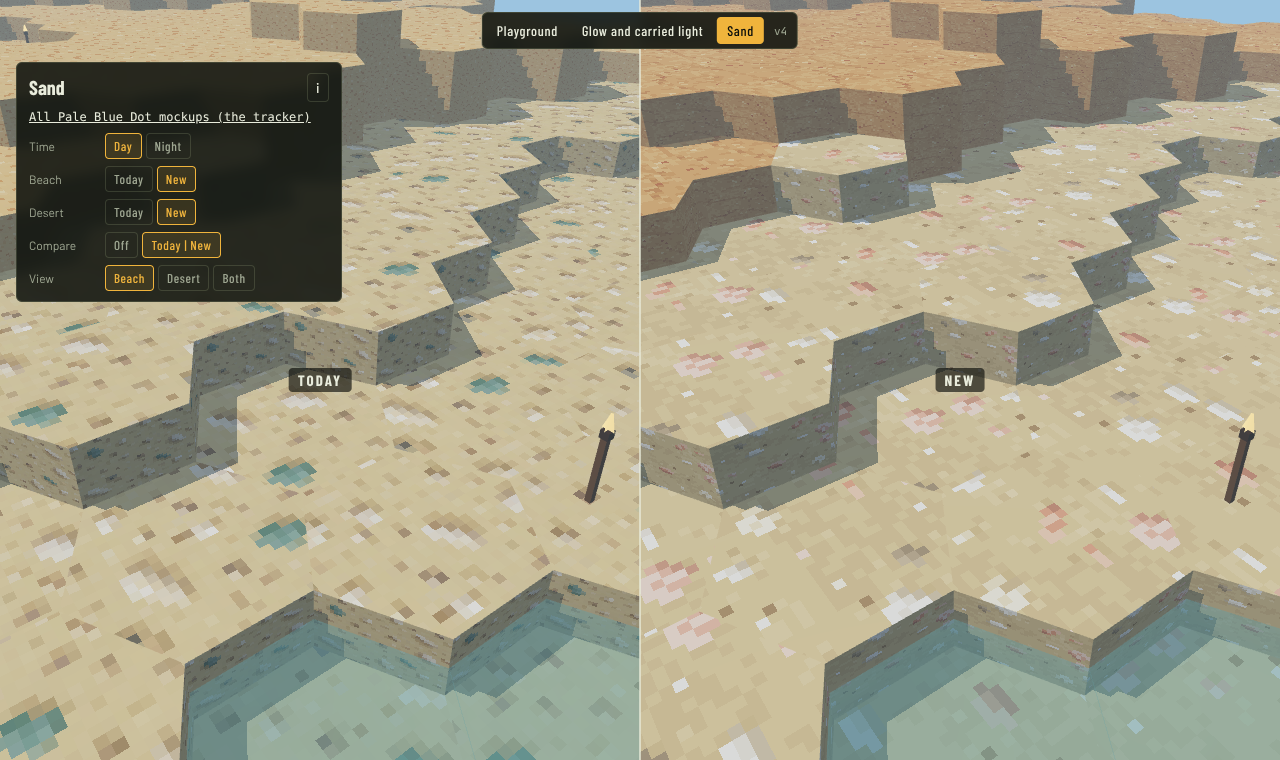 Playground Glow and carried light Sand v4
Sand i
All Pale Blue Dot mockups (the tracker)
Time Day Night
Beach Today New
Desert Today New
Compare Off Today | New
View Beach Desert Both
TODAY NEW